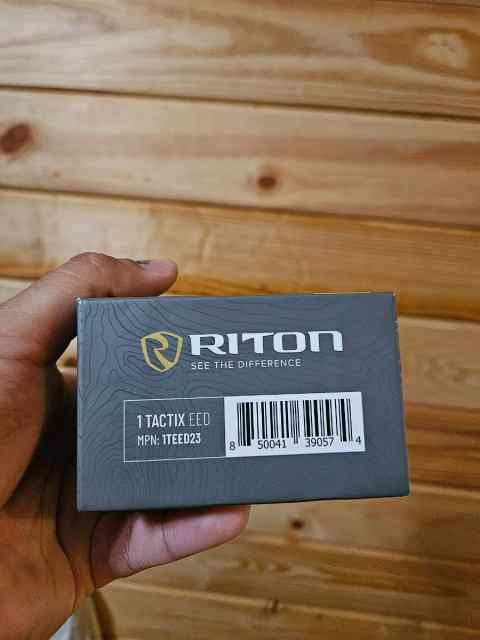 RITON
SEE THE DIFFERENCE
1 TACTIX EED
MPN: 1TEED23
8 50041 39057 4